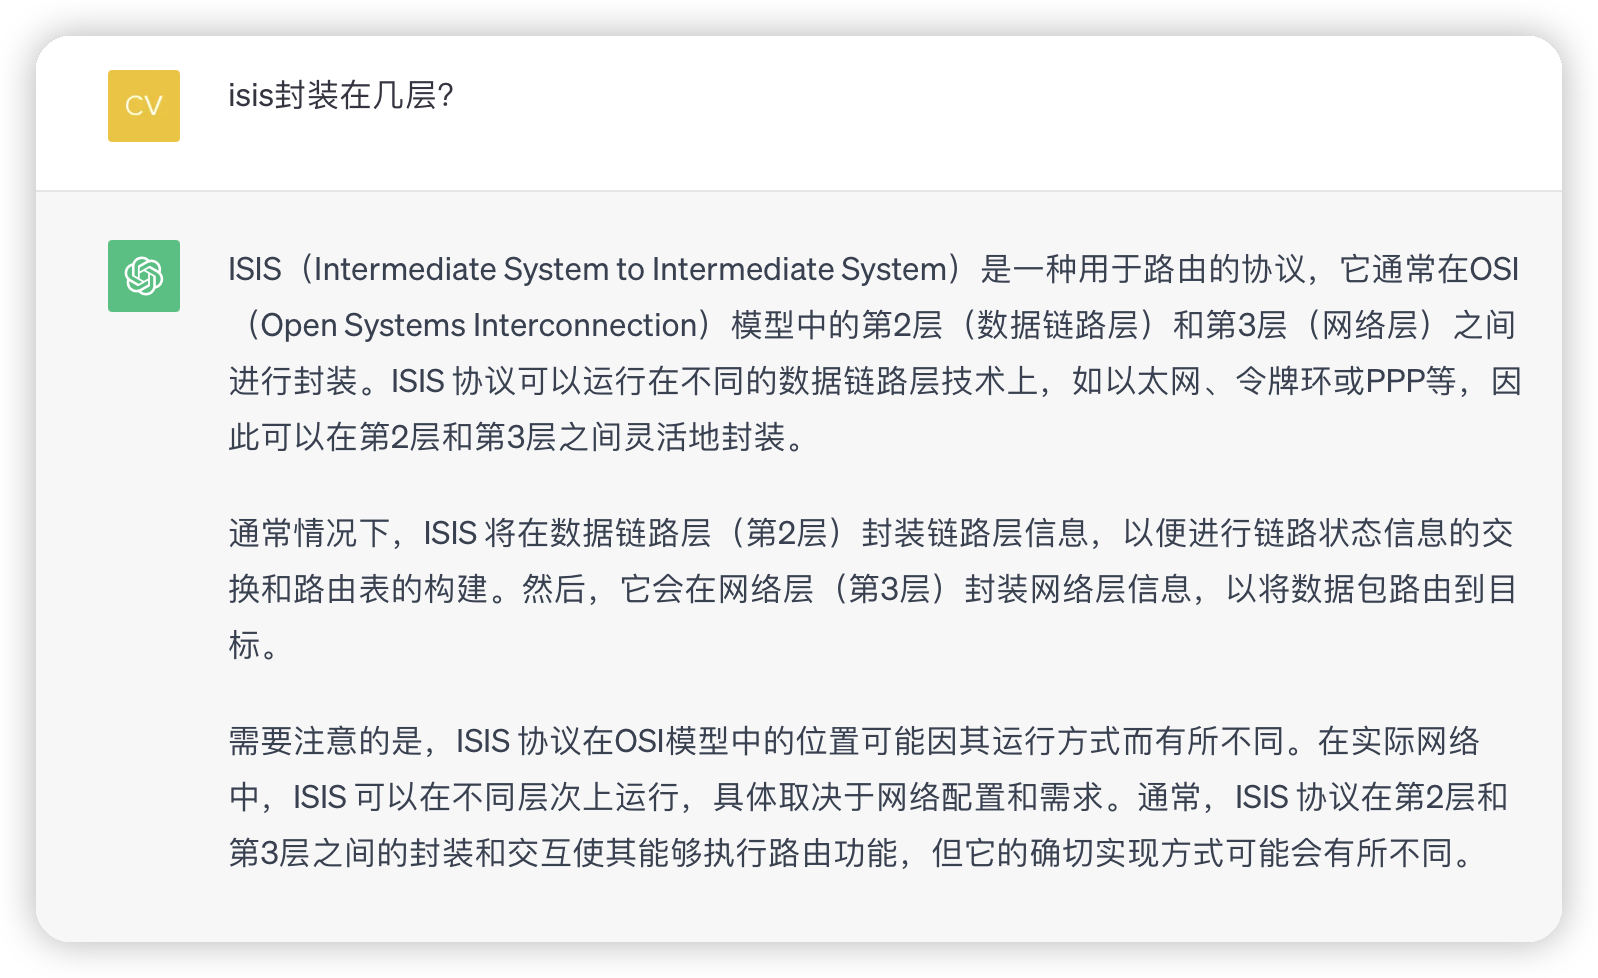 CV
isis封装在几层？
ISIS（Intermediate System to Intermediate System）是一种用于路由的协议，它通常在OSI
（Open Systems Interconnection）模型中的第2层（数据链路层）和第3层（网络层）之间
进行封装。ISIS 协议可以运行在不同的数据链路层技术上，如以太网、令牌环或PPP等，因
此可以在第2层和第3层之间灵活地封装。
通常情况下，ISIS 将在数据链路层（第2层）封装链路层信息，以便进行链路状态信息的交
换和路由表的构建。然后，它会在网络层（第3层）封装网络层信息，以将数据包路由到目
标。
需要注意的是，ISIS 协议在OSI模型中的位置可能因其运行方式而有所不同。在实际网络
中，ISIS 可以在不同层次上运行，具体取决于网络配置和需求。通常，ISIS 协议在第2层和
第3层之间的封装和交互使其能够执行路由功能，但它的确切实现方式可能会有所不同。